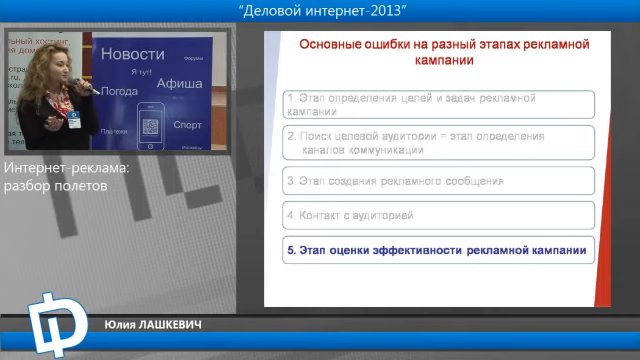 “Деловой интернет-2013”
Новости
Форумы
Я тут!
Афиша
Погода
Спорт
Интернет-реклама:
разбор полетов
Основные ошибки на разный этапах рекламной
кампании
1. Этап определения целей и задач рекламной
кампании
2. Поиск целевой аудитории = этап определения
каналов коммуникации
3. Этап создания рекламного сообщения
4. Контакт с аудиторией
5. Этап оценки эффективности рекламной кампании
Юлия ЛАШКЕВИЧ